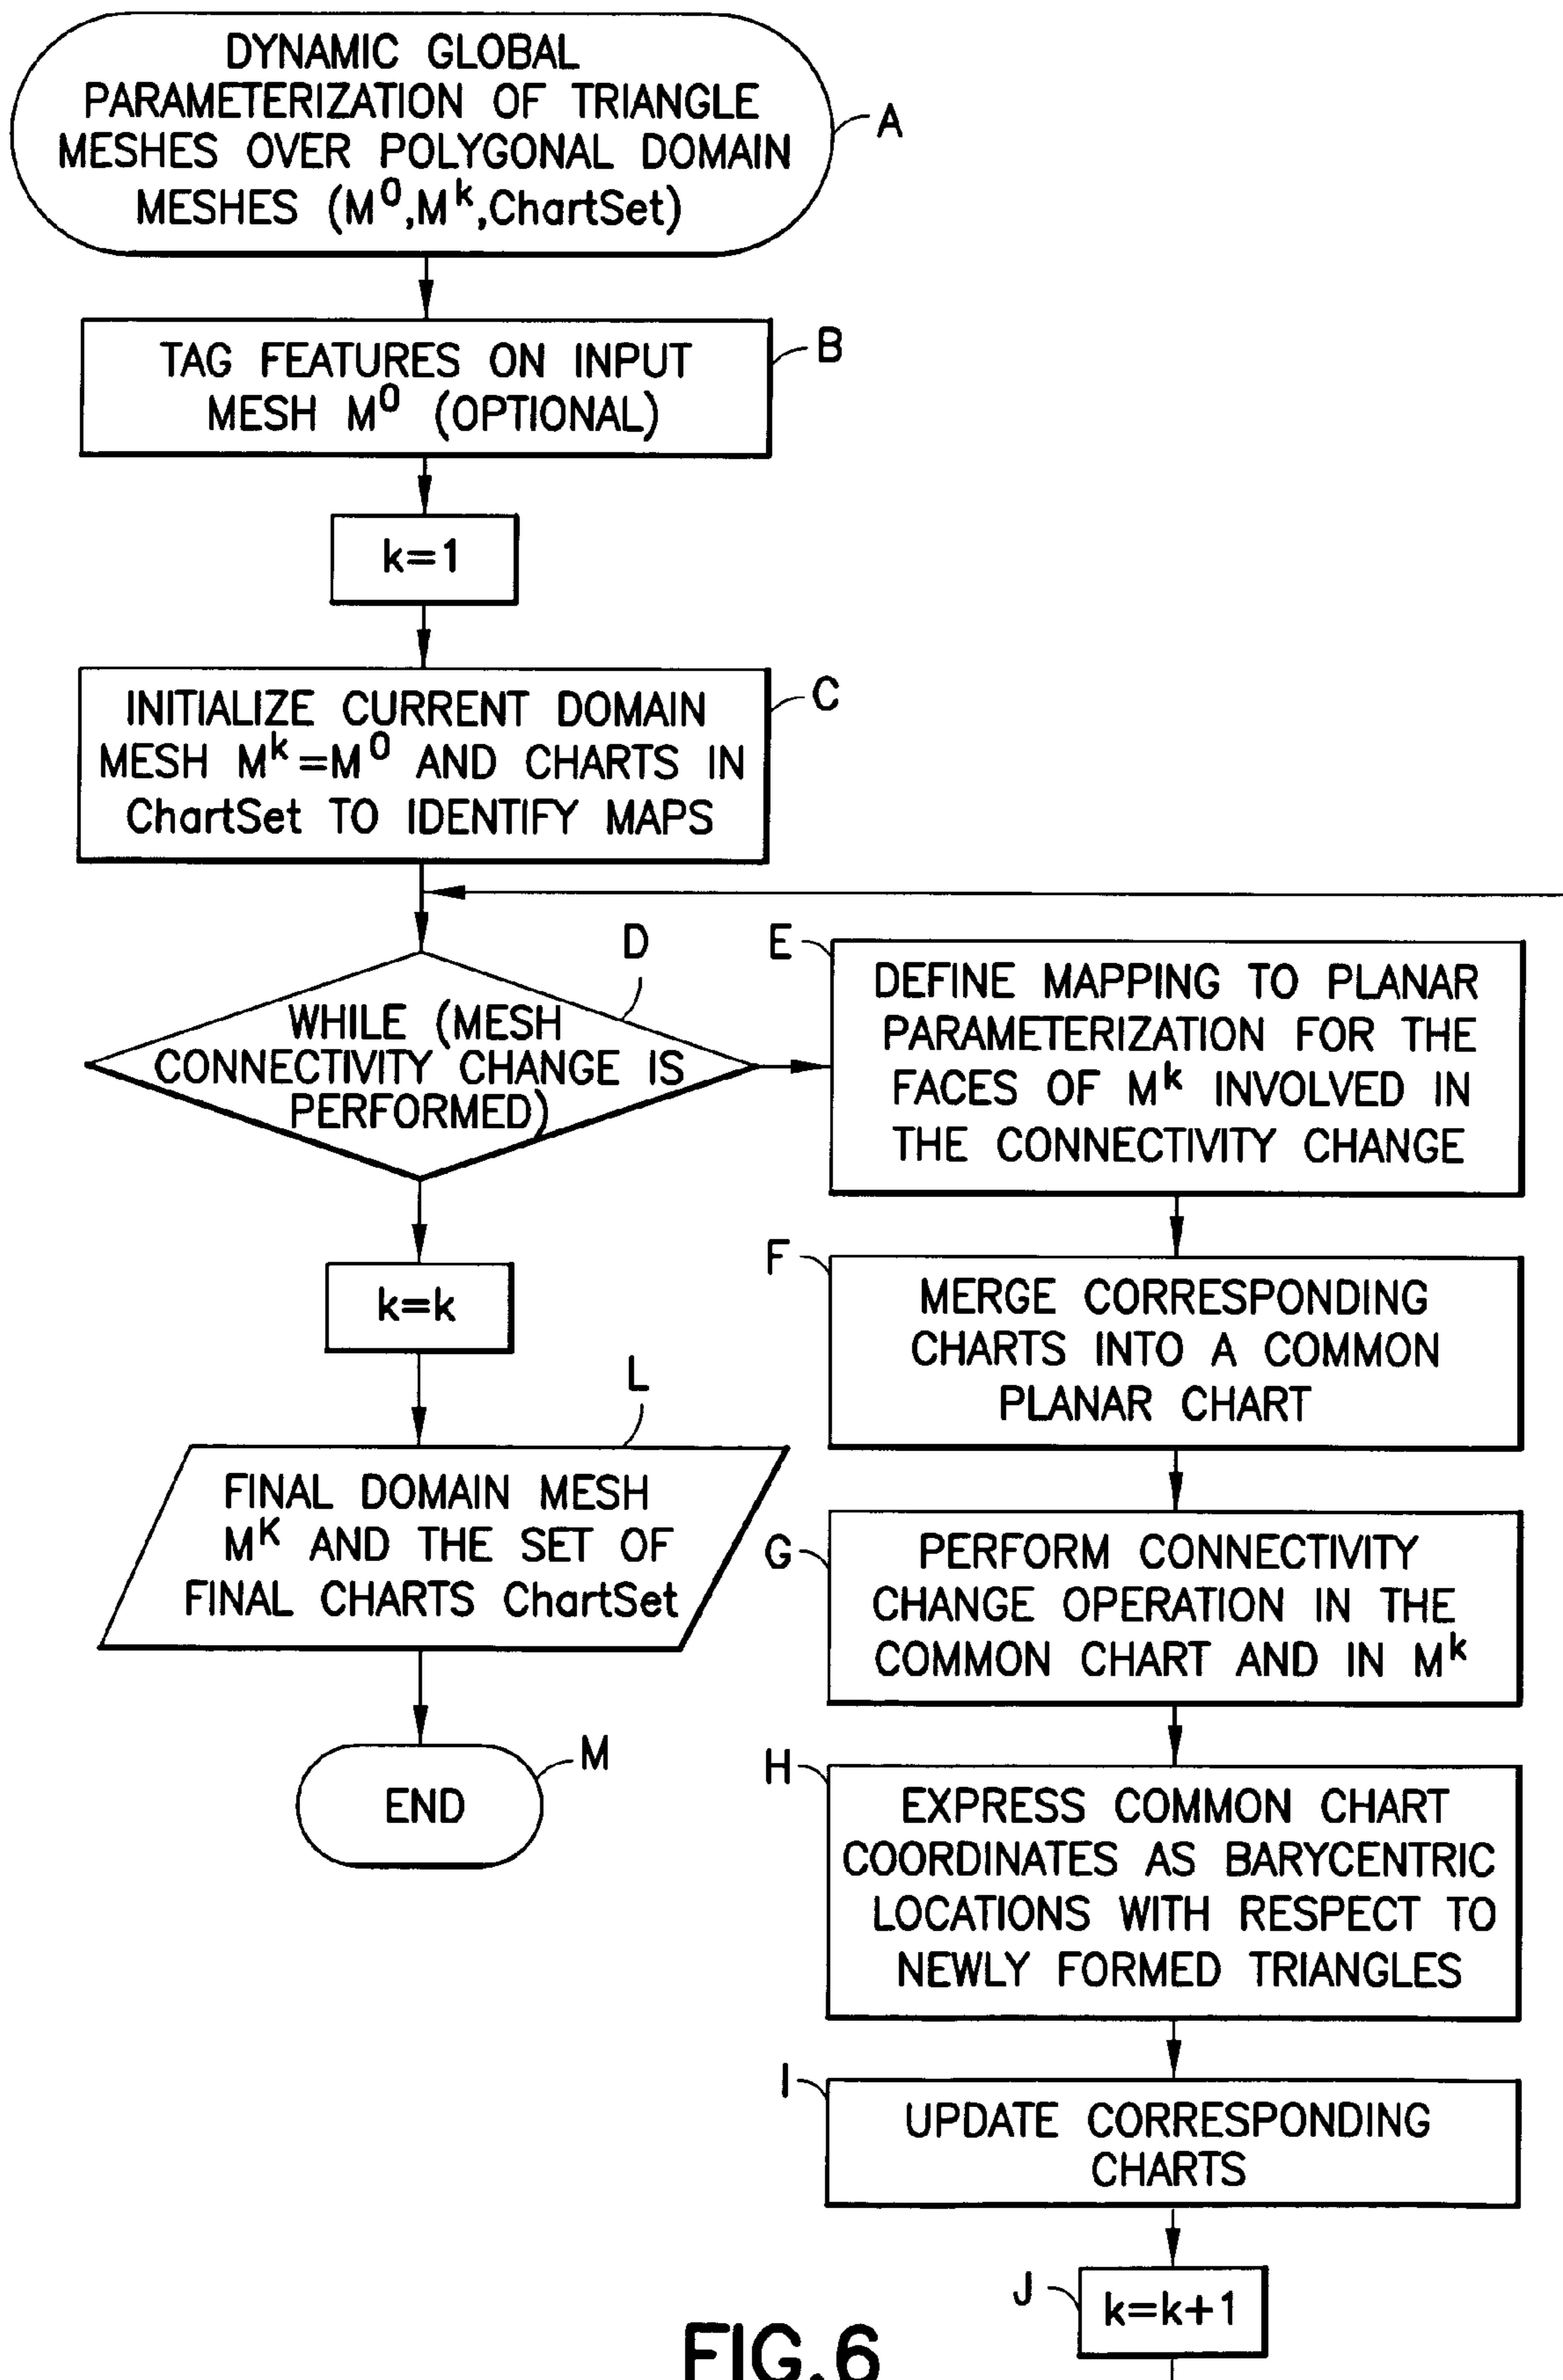 DYNAMIC GLOBAL
PARAMETERIZATION OF TRIANGLE
MESHES OVER POLYGONAL DOMAIN
MESHES (M⁰,Mᵏ,ChartSet)
A
TAG FEATURES ON INPUT
MESH M⁰ (OPTIONAL)
B
k=1
INITIALIZE CURRENT DOMAIN
MESH Mᵏ=M⁰ AND CHARTS IN
ChartSet TO IDENTIFY MAPS
C
D
WHILE (MESH
CONNECTIVITY CHANGE IS
PERFORMED)
k=k
L
FINAL DOMAIN MESH
Mᴷ AND THE SET OF
FINAL CHARTS ChartSet
END
M
E
DEFINE MAPPING TO PLANAR
PARAMETERIZATION FOR THE
FACES OF Mᵏ INVOLVED IN
THE CONNECTIVITY CHANGE
F
MERGE CORRESPONDING
CHARTS INTO A COMMON
PLANAR CHART
G
PERFORM CONNECTIVITY
CHANGE OPERATION IN THE
COMMON CHART AND IN Mᵏ
H
EXPRESS COMMON CHART
COORDINATES AS BARYCENTRIC
LOCATIONS WITH RESPECT TO
NEWLY FORMED TRIANGLES
I
UPDATE CORRESPONDING
CHARTS
J
k=k+1
FIG.6